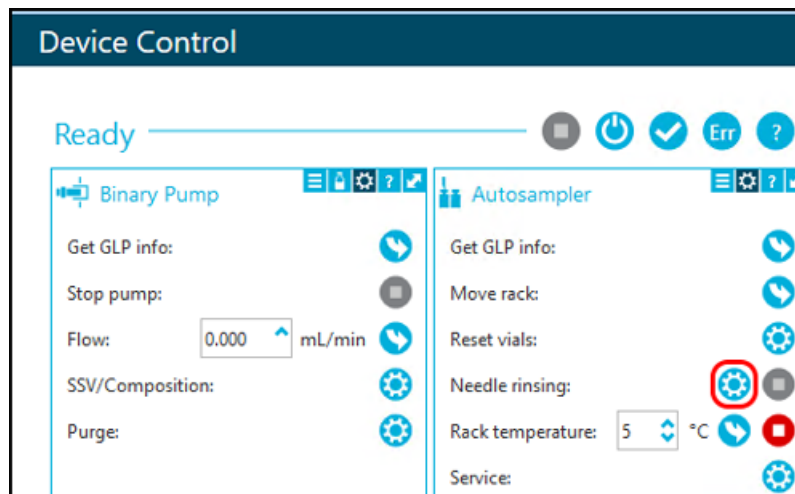 Device Control
Ready
Err ?
Binary Pump
?
Get GLP info:
Stop pump:
Flow: 0.000 mL/min
SSV/Composition:
Purge:
Autosampler
?
Get GLP info:
Move rack:
Reset vials:
Needle rinsing:
Rack temperature: 5 °C
Service: